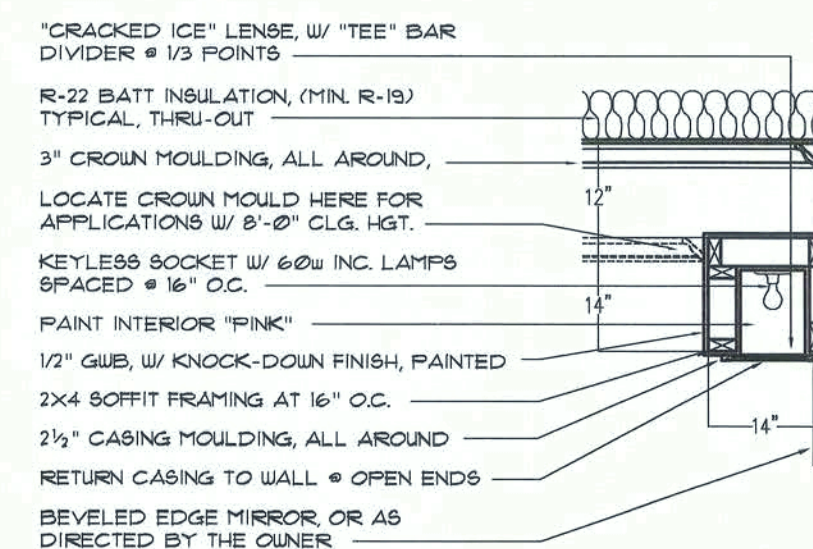 "CRACKED ICE" LENSE, W/ "TEE" BAR
DIVIDER @ 1/3 POINTS
R-22 BATT INSULATION, (MIN. R-19)
TYPICAL, THRU-OUT
3" CROWN MOULDING, ALL AROUND,
LOCATE CROWN MOULD HERE FOR
APPLICATIONS W/ 8'-0" CLG. HGT.
KEYLESS SOCKET W/ 60w INC. LAMPS
SPACED @ 16" O.C.
PAINT INTERIOR "PINK"
1/2" GWB, W/ KNOCK-DOWN FINISH, PAINTED
2X4 SOFFIT FRAMING AT 16" O.C.
2½" CASING MOULDING, ALL AROUND
RETURN CASING TO WALL @ OPEN ENDS
BEVELED EDGE MIRROR, OR AS
DIRECTED BY THE OWNER
12"
14"
14"